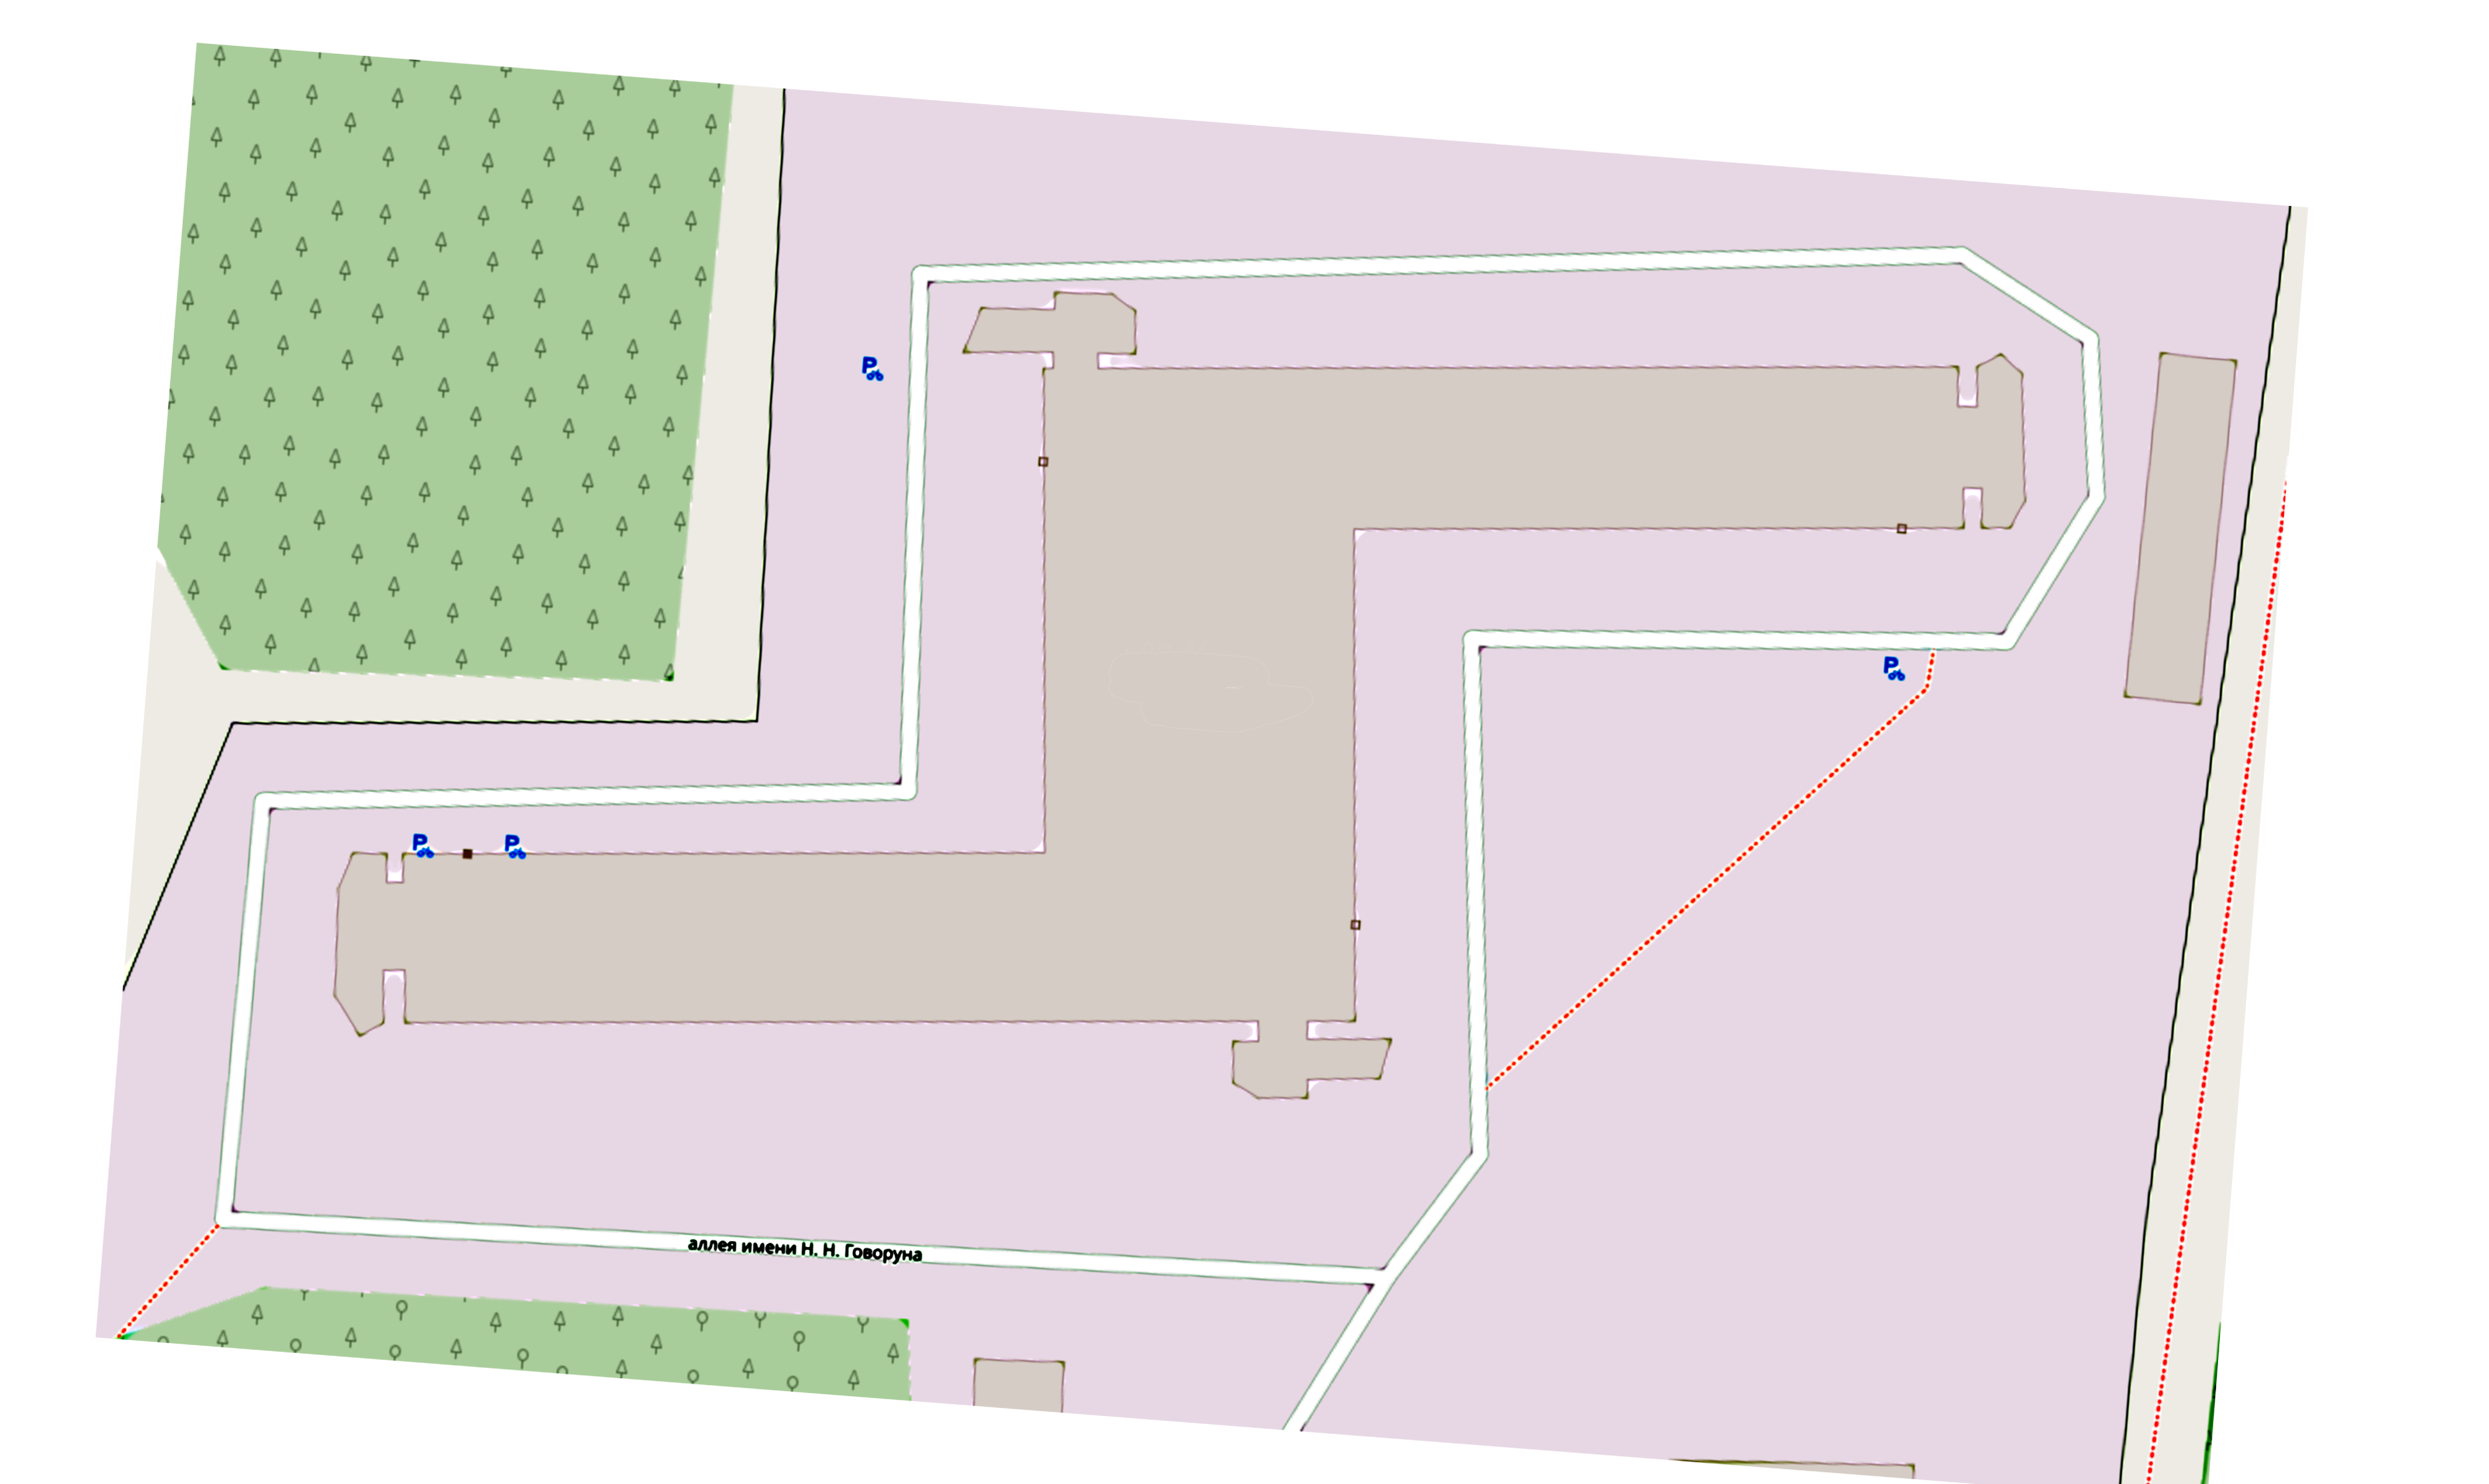 P
P
P P
аллея имени Н. Н. Говоруна